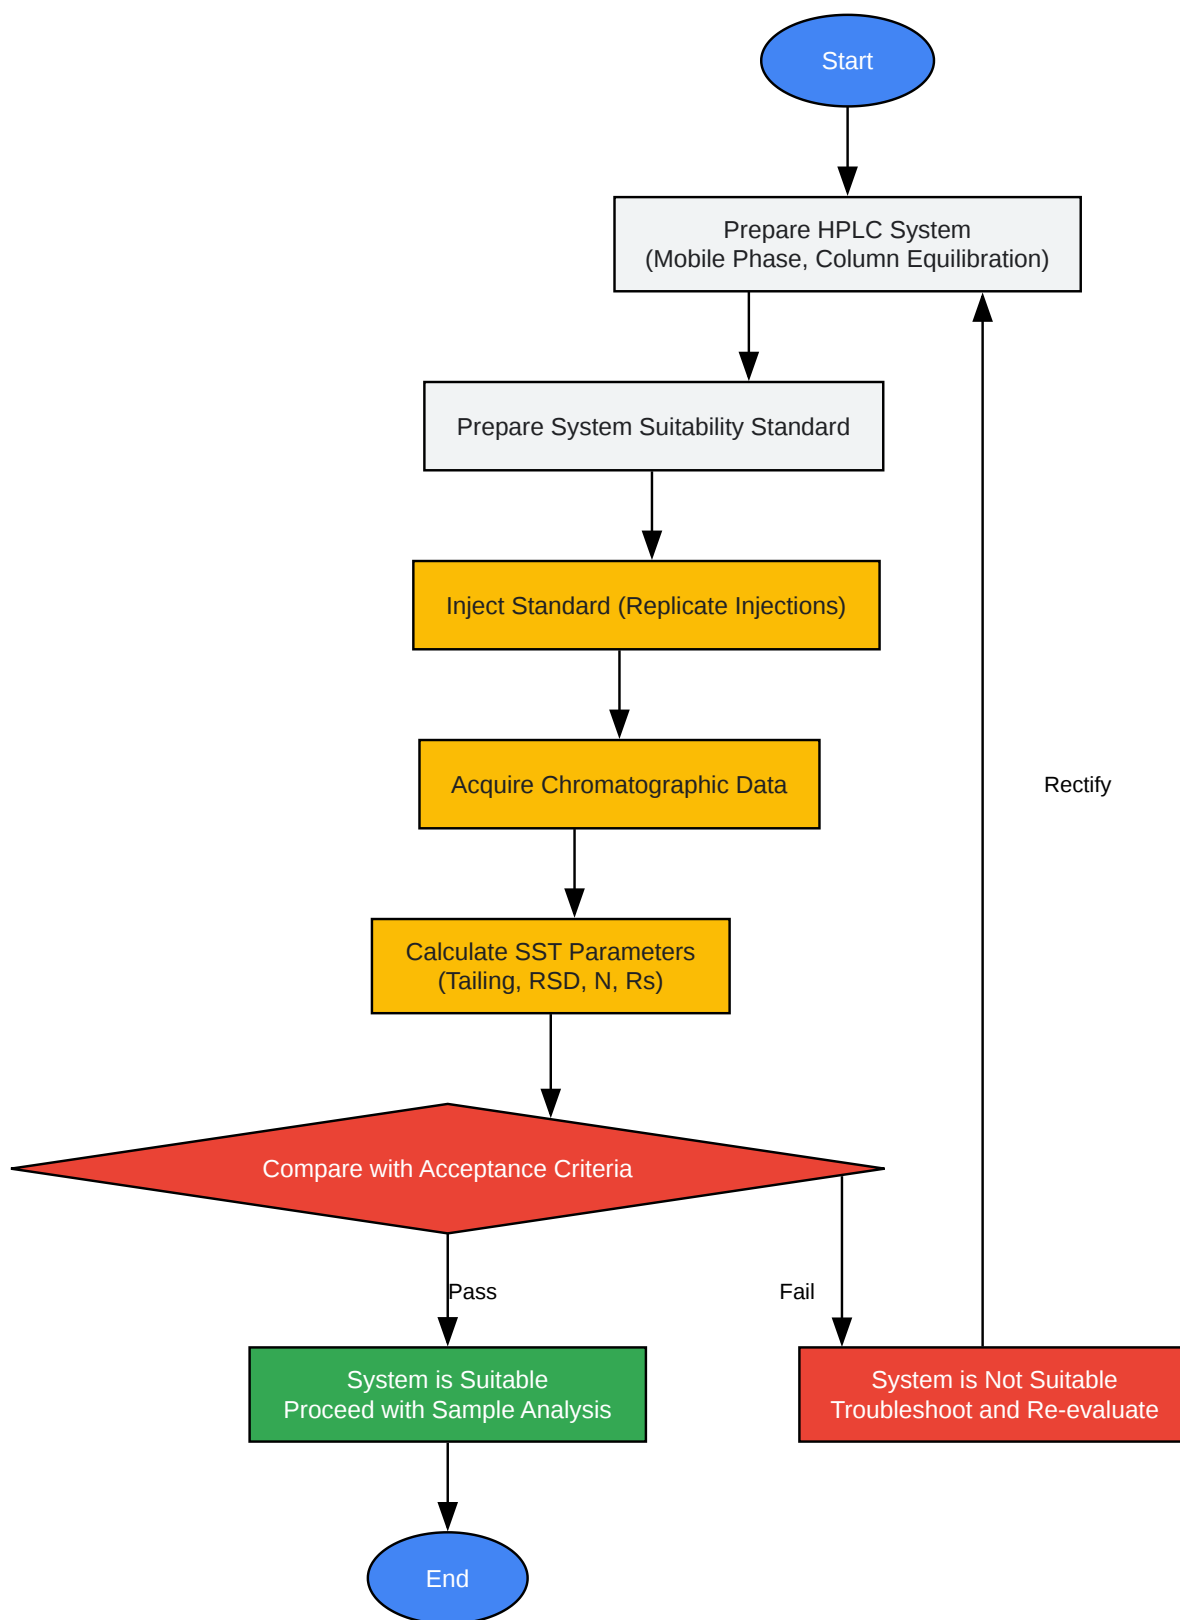 Start
Prepare HPLC System
(Mobile Phase, Column Equilibration)
Prepare System Suitability Standard
Inject Standard (Replicate Injections)
Acquire Chromatographic Data
Rectify
Calculate SST Parameters
(Tailing, RSD, N, Rs)
Compare with Acceptance Criteria
Pass
Fail
System is Suitable
Proceed with Sample Analysis
System is Not Suitable
Troubleshoot and Re-evaluate
End